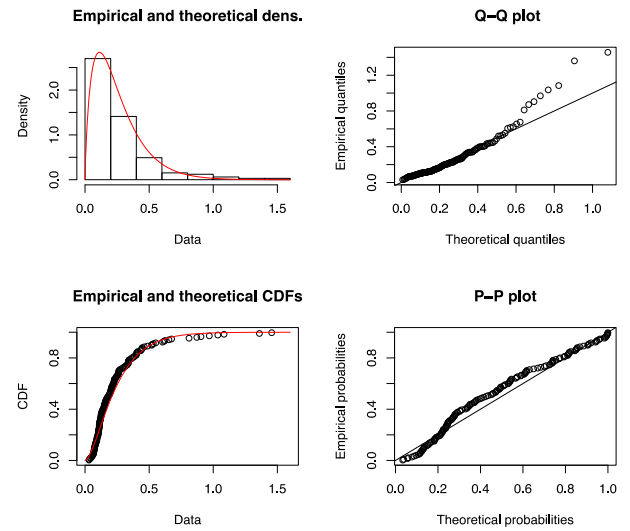 Empirical and theoretical dens.
Density
0.0 1.0 2.0
0.0 0.5 1.0 1.5
Data
Q−Q plot
Empirical quantiles
0.0 0.4 0.8 1.2
0.0 0.2 0.4 0.6 0.8 1.0
Theoretical quantiles
Empirical and theoretical CDFs
CDF
0.0 0.4 0.8
0.0 0.5 1.0 1.5
Data
P−P plot
Empirical probabilities
0.0 0.4 0.8
0.0 0.2 0.4 0.6 0.8 1.0
Theoretical probabilities